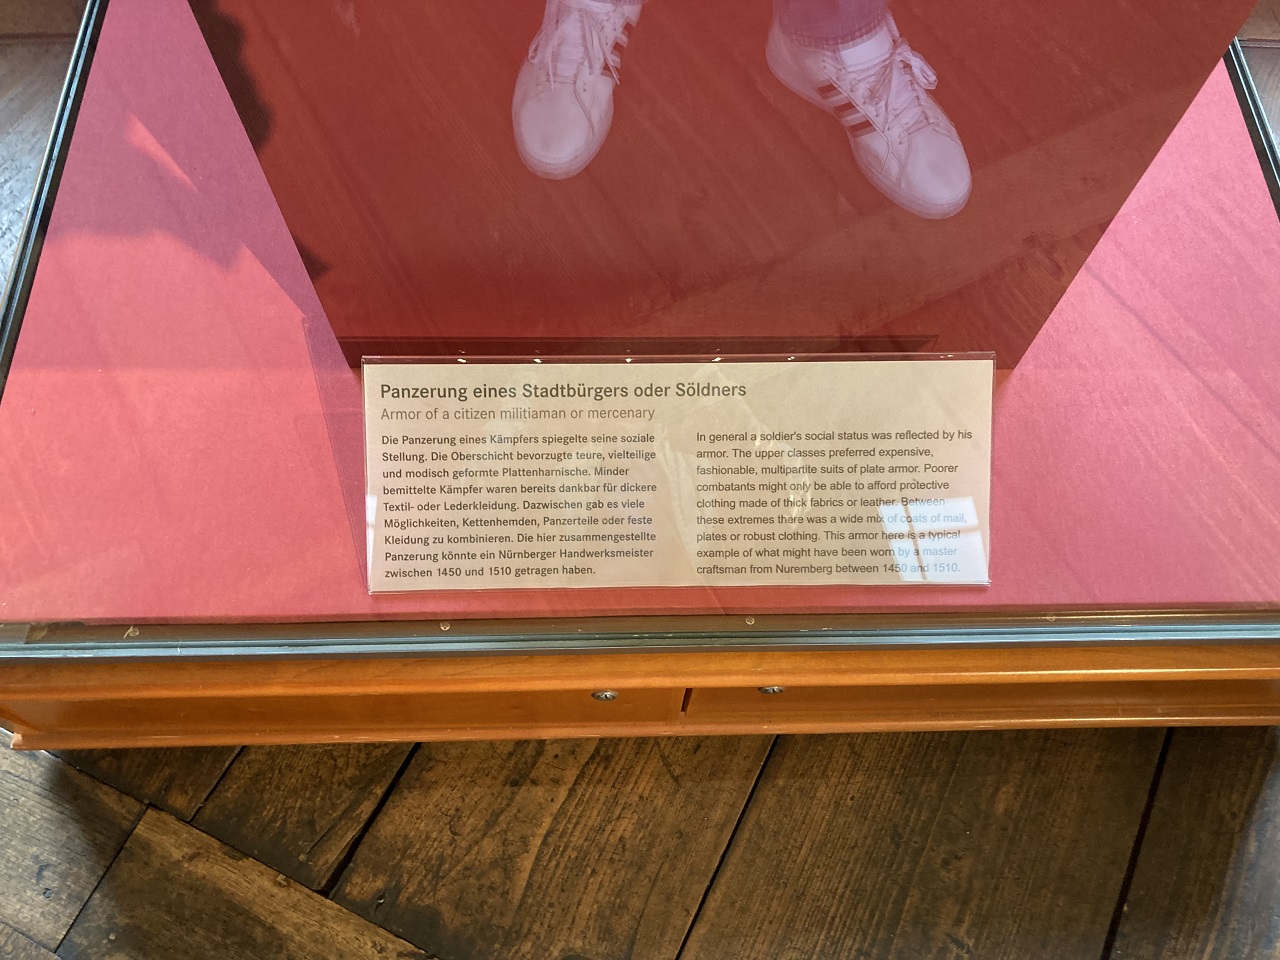 Panzerung eines Stadtbürgers oder Söldners
Armor of a citizen militiaman or mercenary
Die Panzerung eines Kämpfers spiegelte seine soziale
Stellung. Die Oberschicht bevorzugte teure, vielteilige
und modisch geformte Plattenharnische. Minder
bemittelte Kämpfer waren bereits dankbar für dickere
Textil- oder Lederkleidung. Dazwischen gab es viele
Möglichkeiten, Kettenhemden, Panzerteile oder feste
Kleidung zu kombinieren. Die hier zusammengestellte
Panzerung könnte ein Nürnberger Handwerksmeister
zwischen 1450 und 1510 getragen haben.
In general a soldier's social status was reflected by his
armor. The upper classes preferred expensive,
fashionable, multipartite suits of plate armor. Poorer
combatants might only be able to afford protective
clothing made of thick fabrics or leather. Between
these extremes there was a wide mix of coats of mail,
plates or robust clothing. This armor here is a typical
example of what might have been worn by a master
craftsman from Nuremberg between 1450 and 1510.